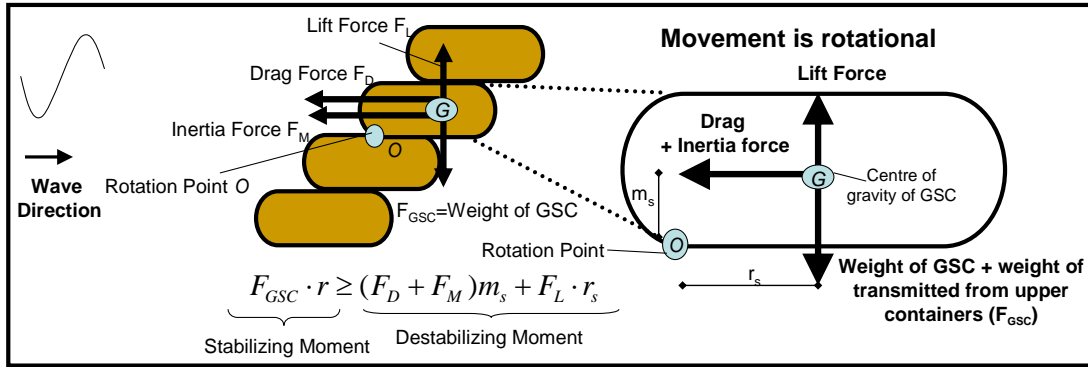 Lift Force F_L
Drag Force F_D
Inertia Force F_M
Rotation Point O
Wave
Direction
G
O
F_GSC=Weight of GSC
F_GSC · r ≥ (F_D + F_M)m_s + F_L · r_s
Stabilizing Moment
Destabilizing Moment
Movement is rotational
Lift Force
Drag
+ Inertia force
G
Centre of
gravity of GSC
m_s
O
Rotation Point
r_s
Weight of GSC + weight of
transmitted from upper
containers (F_GSC)